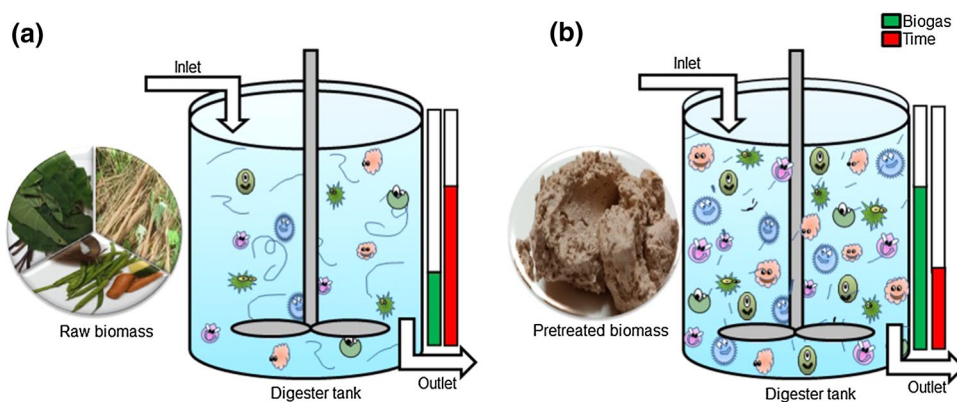 (a)
Inlet
Raw biomass
Digester tank
Outlet
(b)
Biogas
Time
Inlet
Pretreated biomass
Digester tank
Outlet